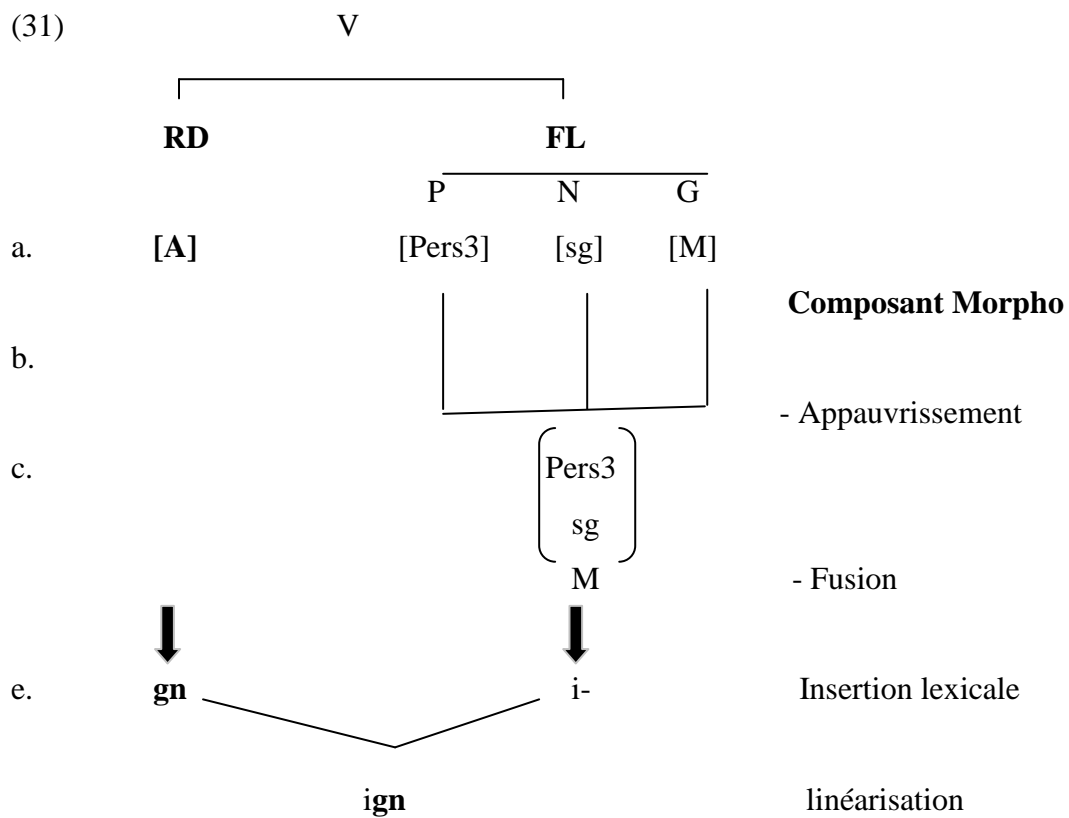 (31) V
RD FL
P N G
a. [A] [Pers3] [sg] [M]
Composant Morpho
b.
- Appauvrissement
c. Pers3
sg
M - Fusion
e. gn i- Insertion lexicale
ign linéarisation